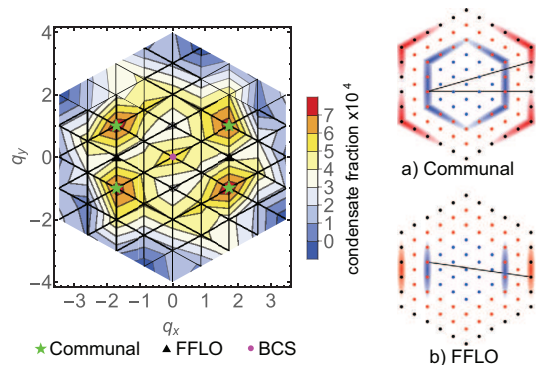 4
2
0
−2
−4
q_y
−3 −2 −1 0 1 2 3
q_x
7
6
5
4
3
2
1
0
condensate fraction x10^4
★Communal ▲FFLO ●BCS
a) Communal
b) FFLO